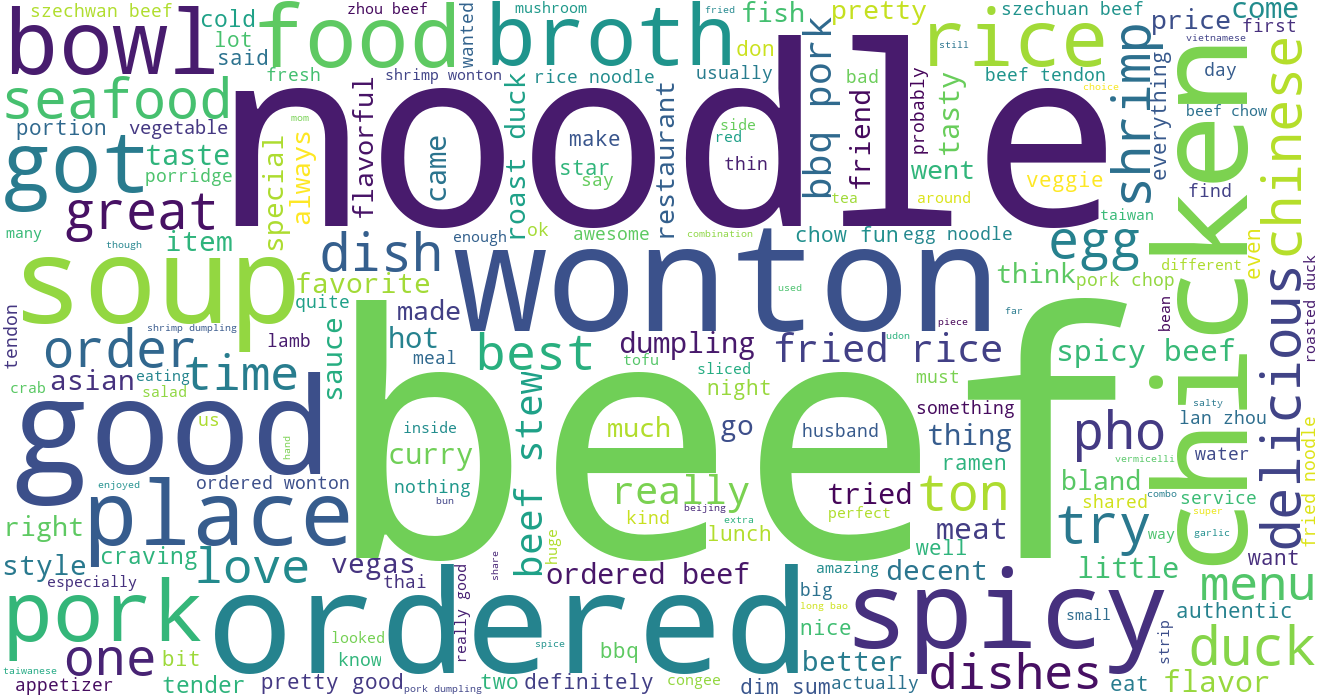 szechwan beef
cold
zhou beef
wanted
mushroom
fried
fish
pretty
szechuan beef
come
bowl
food
broth
rice
price
first
lot
said
don
still
vietnamese
fresh
shrimp wonton
rice noodle
usually
bad
beef tendon
day
choice
seafood
noodle
bbq pork
probably
tasty
shrimp
everything
chicken
chinese
portion
vegetable
mom
flavorful
came
roast duck
make
restaurant
side
red
friend
beef chow
got
taste
porridge
special
always
star
say
thin
went
veggie
find
great
tea
around
taiwan
many
though
item
dish
enough
ok
awesome
combination
chow fun
egg noodle
egg
even
different
soup
favorite
quite
wonton
used
think
pork chop
delicious
roasted duck
made
far
piece
bean
tendon
shrimp dumpling
lamb
hot
meal
sauce
order
time
best
dumpling
tofu
sliced
fried rice
udon
spicy beef
crab
asian
eating
salad
night
must
salty
good
us
hand
beef
inside
beef stew
much
go
husband
something
thing
pho
lan zhou
water
curry
ramen
vermicelli
ordered wonton
nothing
enjoyed
bun
really
tried
ton
bland
combo
shared
service
fried noodle
place
kind
beijing
extra
perfect
meat
try
way
super
garlic
right
craving
love
vegas
huge
lunch
well
want
style
especially
thai
share
ordered beef
amazing
decent
little
menu
pork
ordered
really good
big
long bao
spicy
small
authentic
one
bit
looked
know
spice
bbq
nice
better
strip
duck
taiwanese
appetizer
tender
pretty good
pork dumpling
two
definitely
congee
dim sum
actually
dishes
eat
flavor